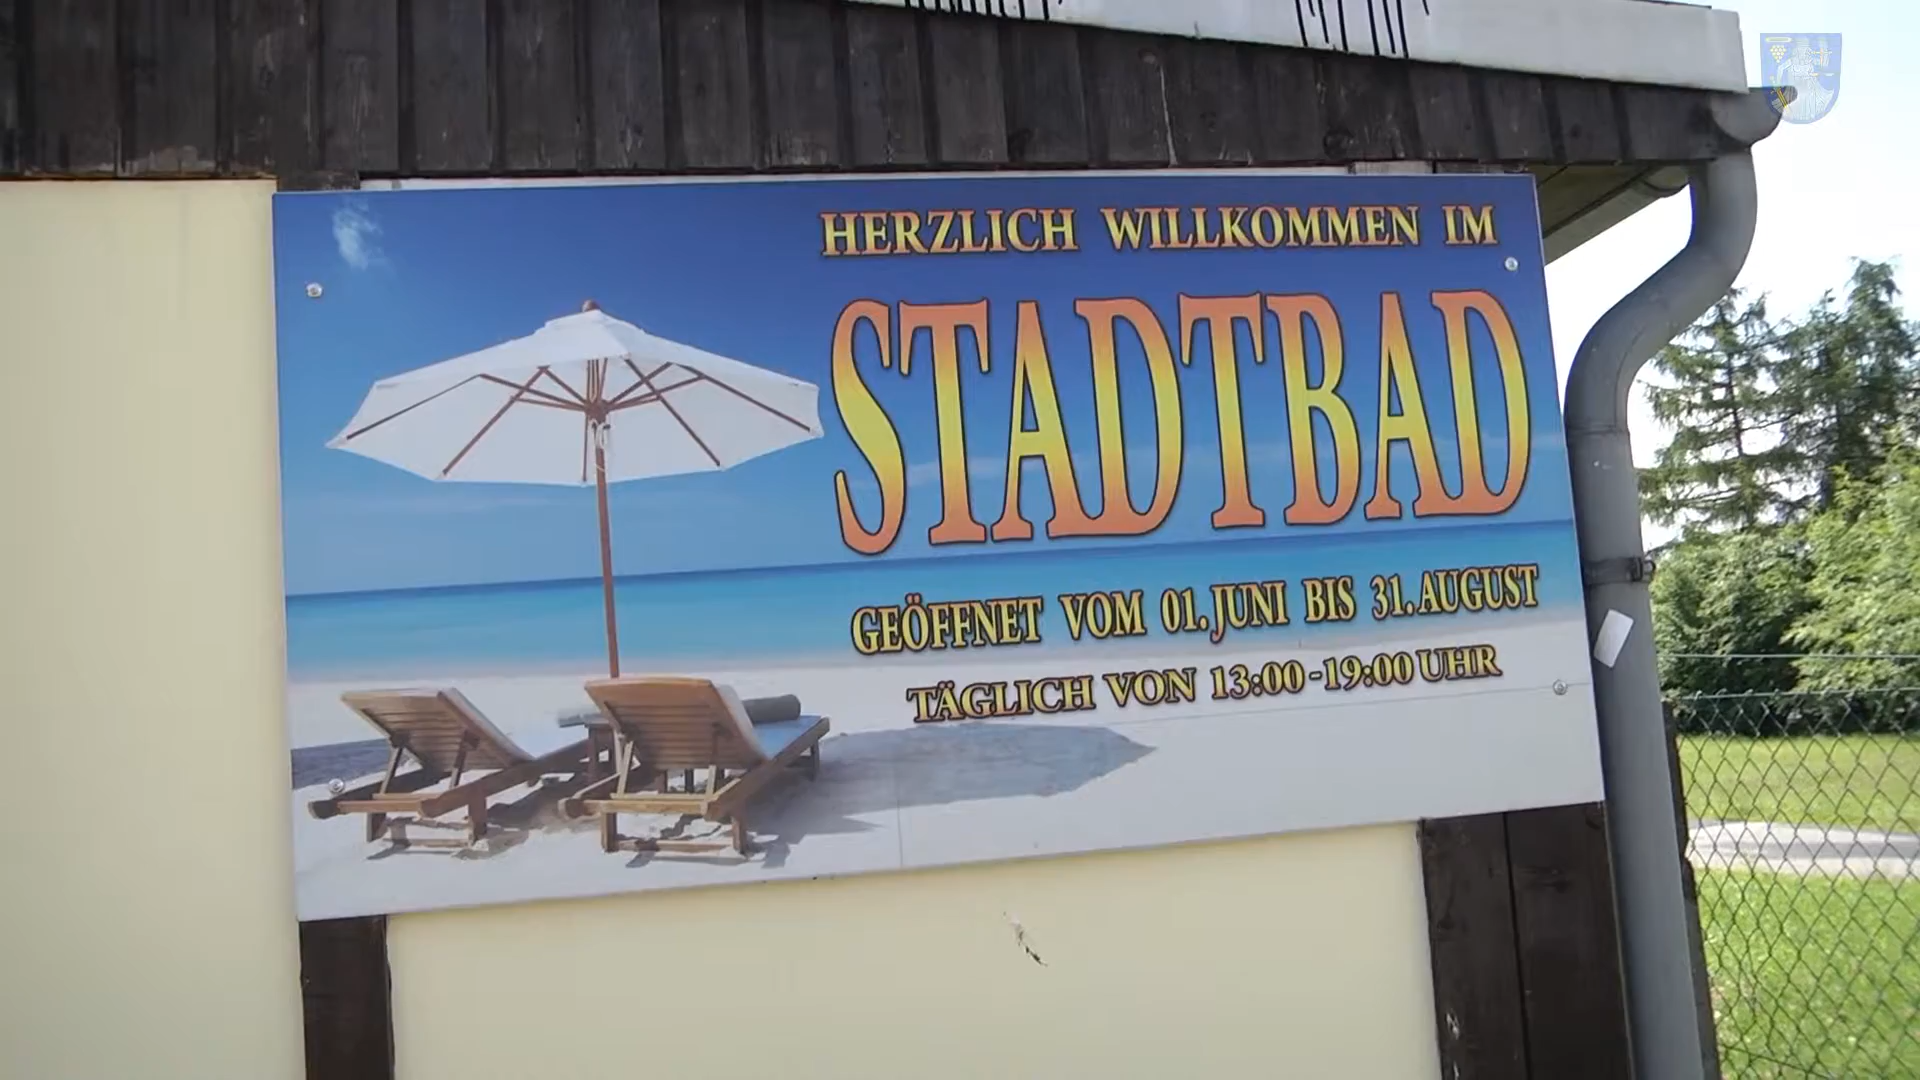 HERZLICH WILLKOMMEN IM
STADTBAD
GEÖFFNET VOM 01. JUNI BIS 31. AUGUST
TÄGLICH VON 13:00-19:00 UHR